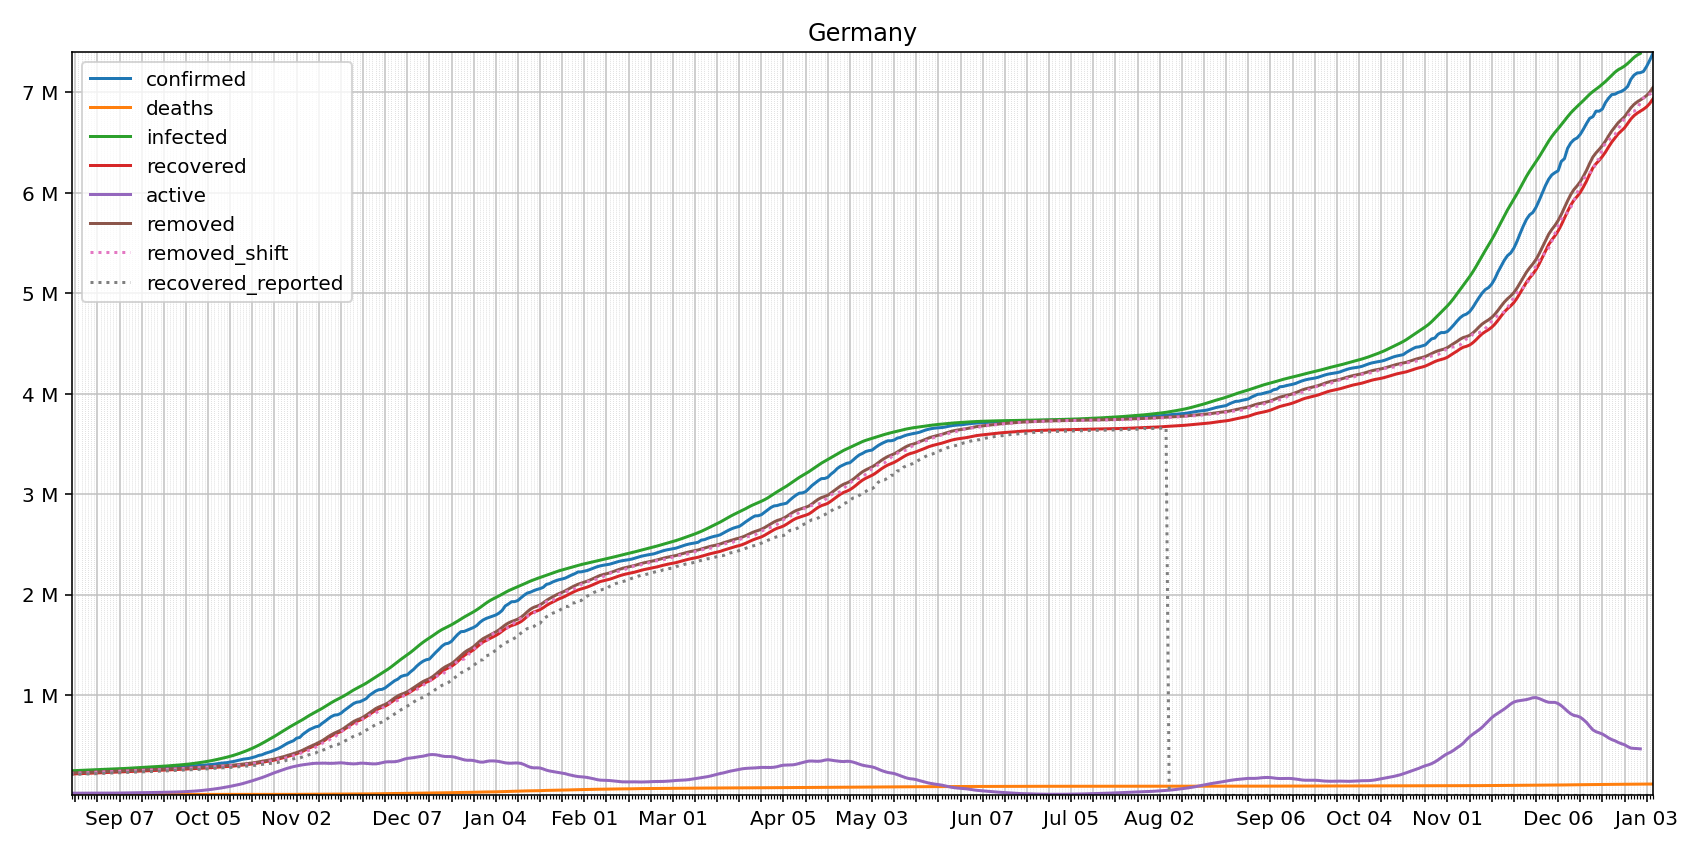 Germany
confirmed
deaths
infected
recovered
active
removed
removed_shift
recovered_reported
7 M
6 M
5 M
4 M
3 M
2 M
1 M
Sep 07 Oct 05 Nov 02 Dec 07 Jan 04 Feb 01 Mar 01 Apr 05 May 03 Jun 07 Jul 05 Aug 02 Sep 06 Oct 04 Nov 01 Dec 06 Jan 03